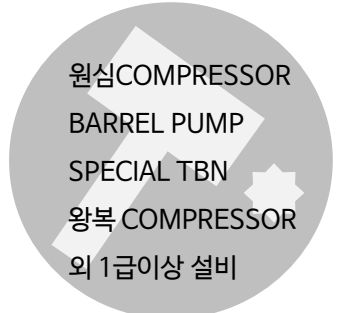 원심COMPRESSOR
BARREL PUMP
SPECIAL TBN
왕복 COMPRESSOR
외 1급이상 설비